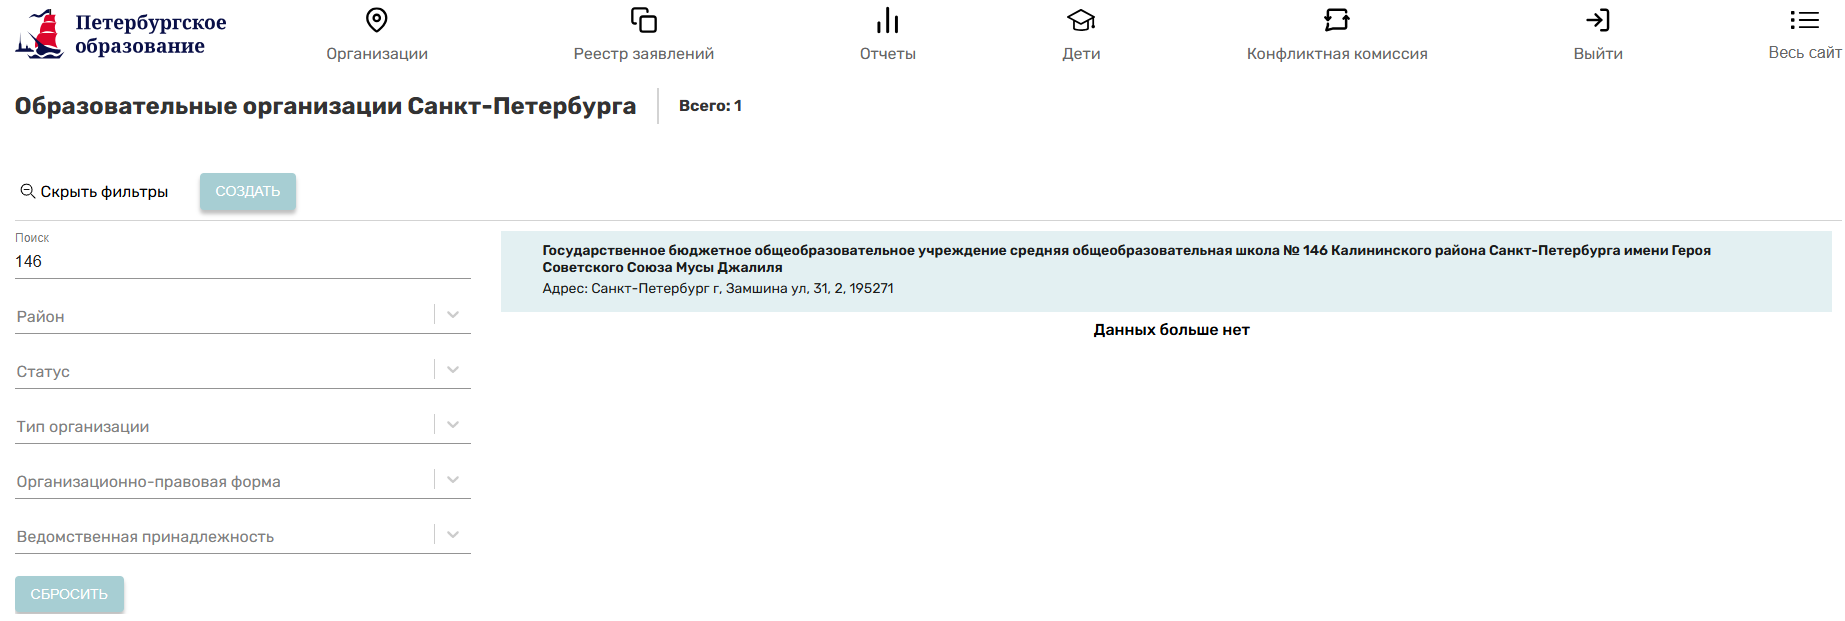 Петербургское
образование
Организации
Реестр заявлений
Отчеты
Дети
Конфликтная комиссия
Выйти
Весь сайт
Образовательные организации Санкт-Петербурга
Всего: 1
Скрыть фильтры
СОЗДАТЬ
Поиск
146
Район
Статус
Тип организации
Организационно-правовая форма
Ведомственная принадлежность
СБРОСИТЬ
Государственное бюджетное общеобразовательное учреждение средняя общеобразовательная школа № 146 Калининского района Санкт-Петербурга имени Героя
Советского Союза Мусы Джалиля
Адрес: Санкт-Петербург г, Замшина ул, 31, 2, 195271
Данных больше нет